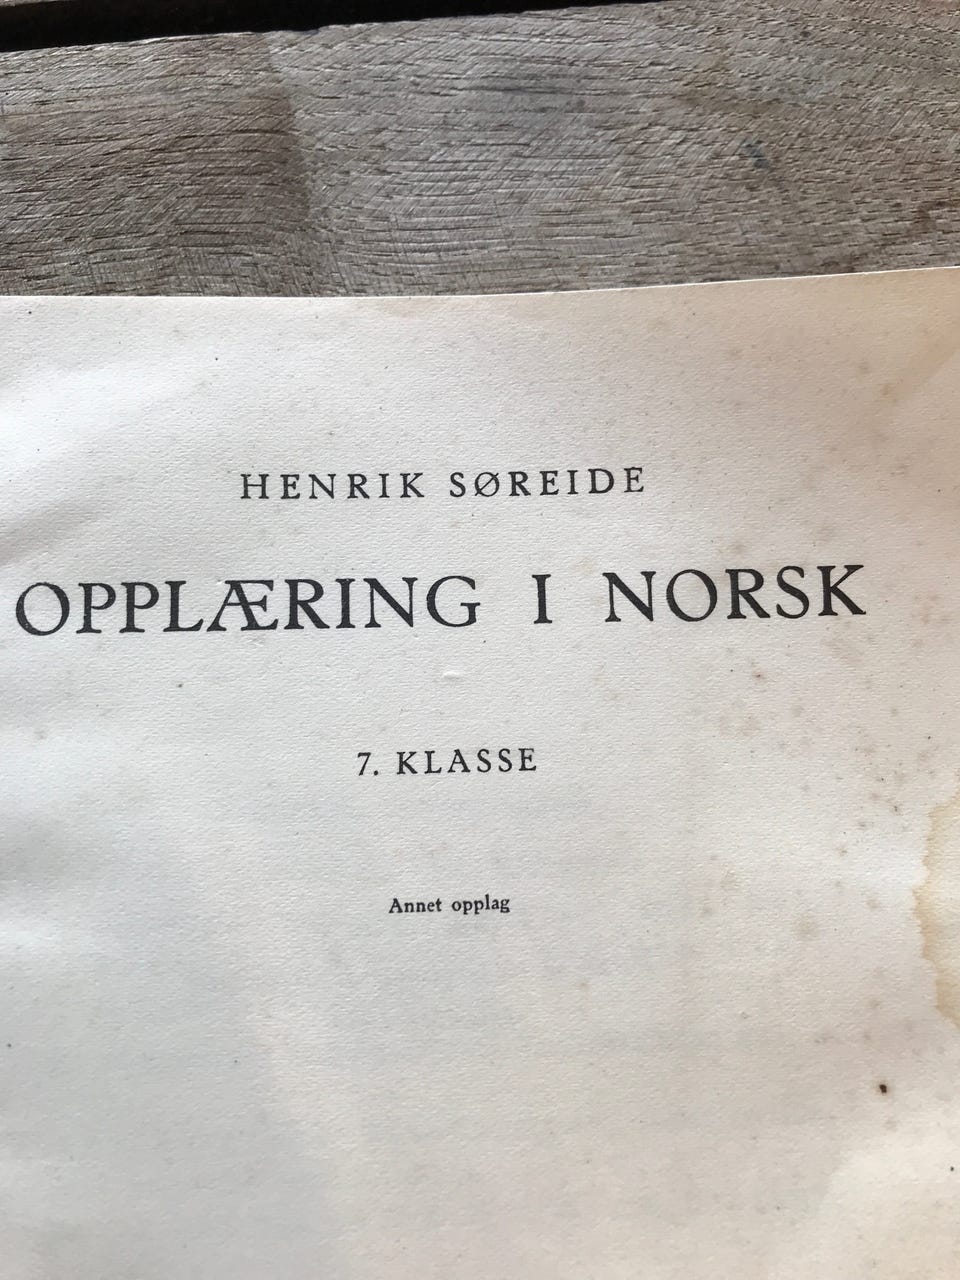 HENRIK SØREIDE
OPPLÆRING I NORSK
7. KLASSE
Annet opplag